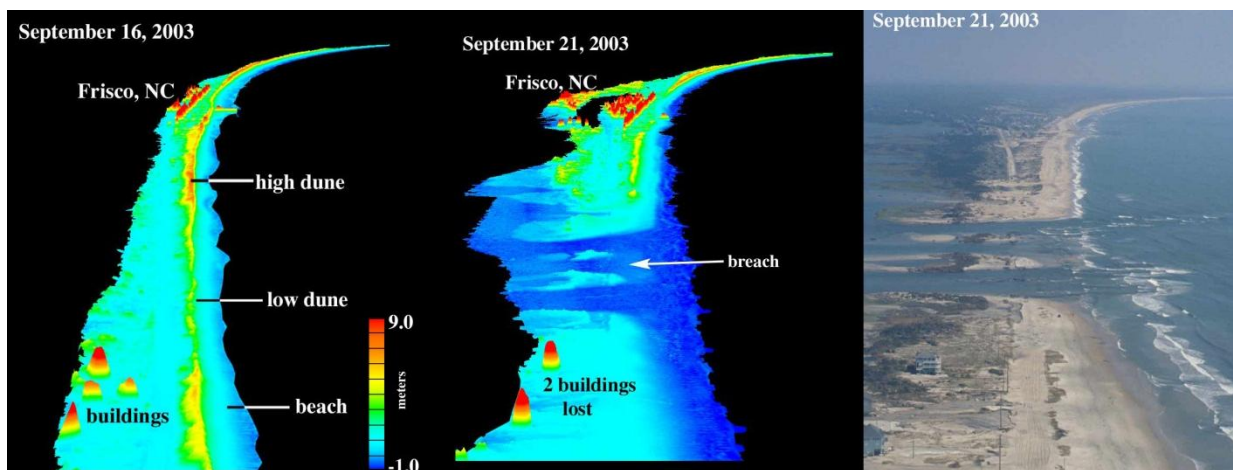 September 16, 2003
Frisco, NC
high dune
low dune
9.0
meters
-1.0
buildings
beach
September 21, 2003
Frisco, NC
breach
2 buildings
lost
September 21, 2003